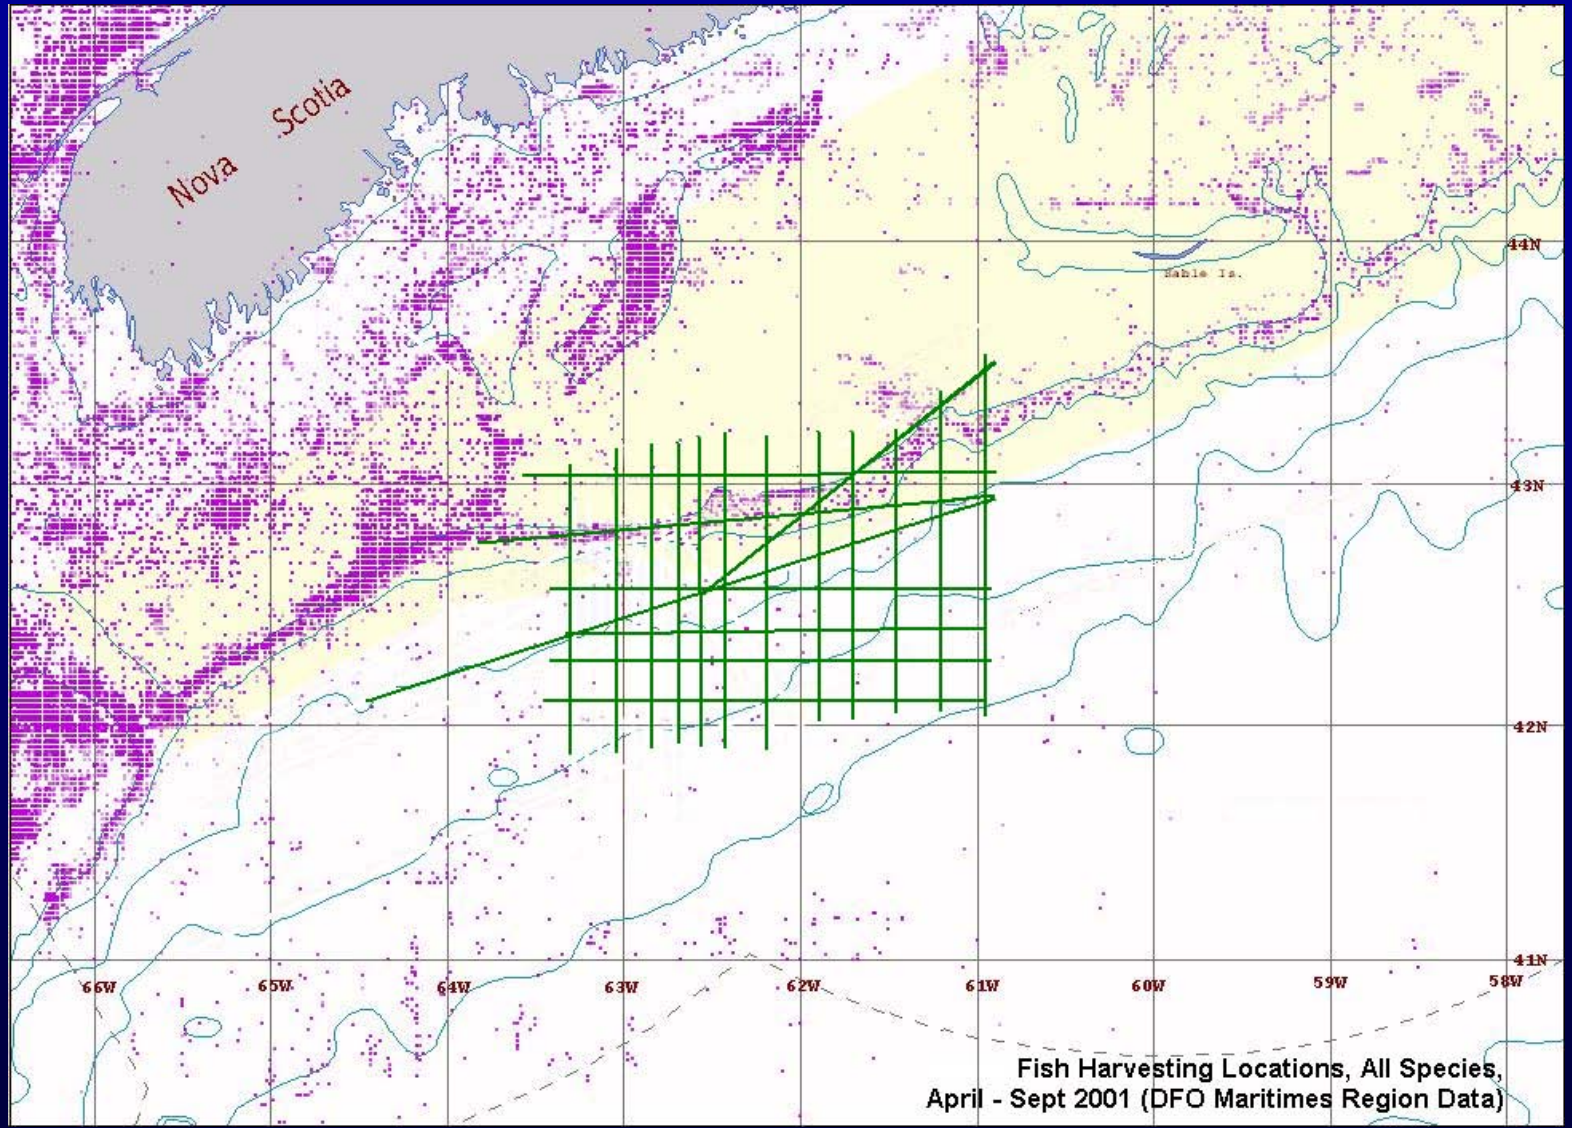 Scotia
Nova
44N
Sable Is.
43N
42N
41N
66W 65W 64W 63W 62W 61W 60W 59W 58W
Fish Harvesting Locations, All Species,
April - Sept 2001 (DFO Maritimes Region Data)